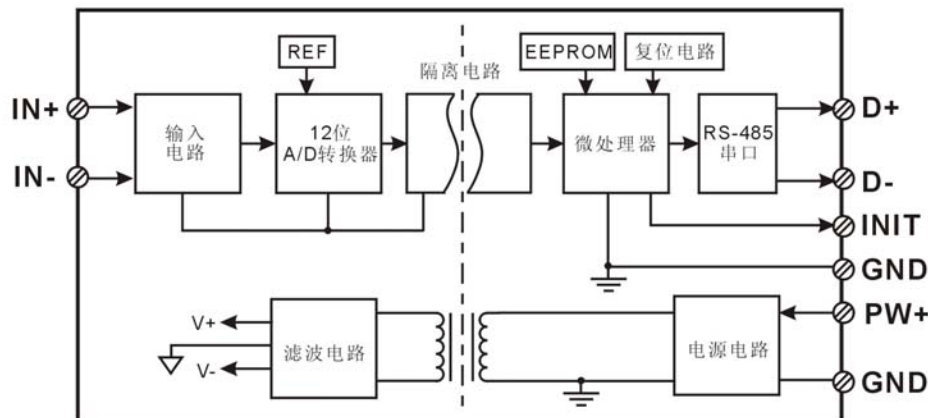 REF
EEPROM
复位电路
隔离电路
IN+
IN-
输入
电路
12位
A/D转换器
微处理器
RS-485
串口
D+
D-
INIT
GND
V+
V-
滤波电路
电源电路
PW+
GND